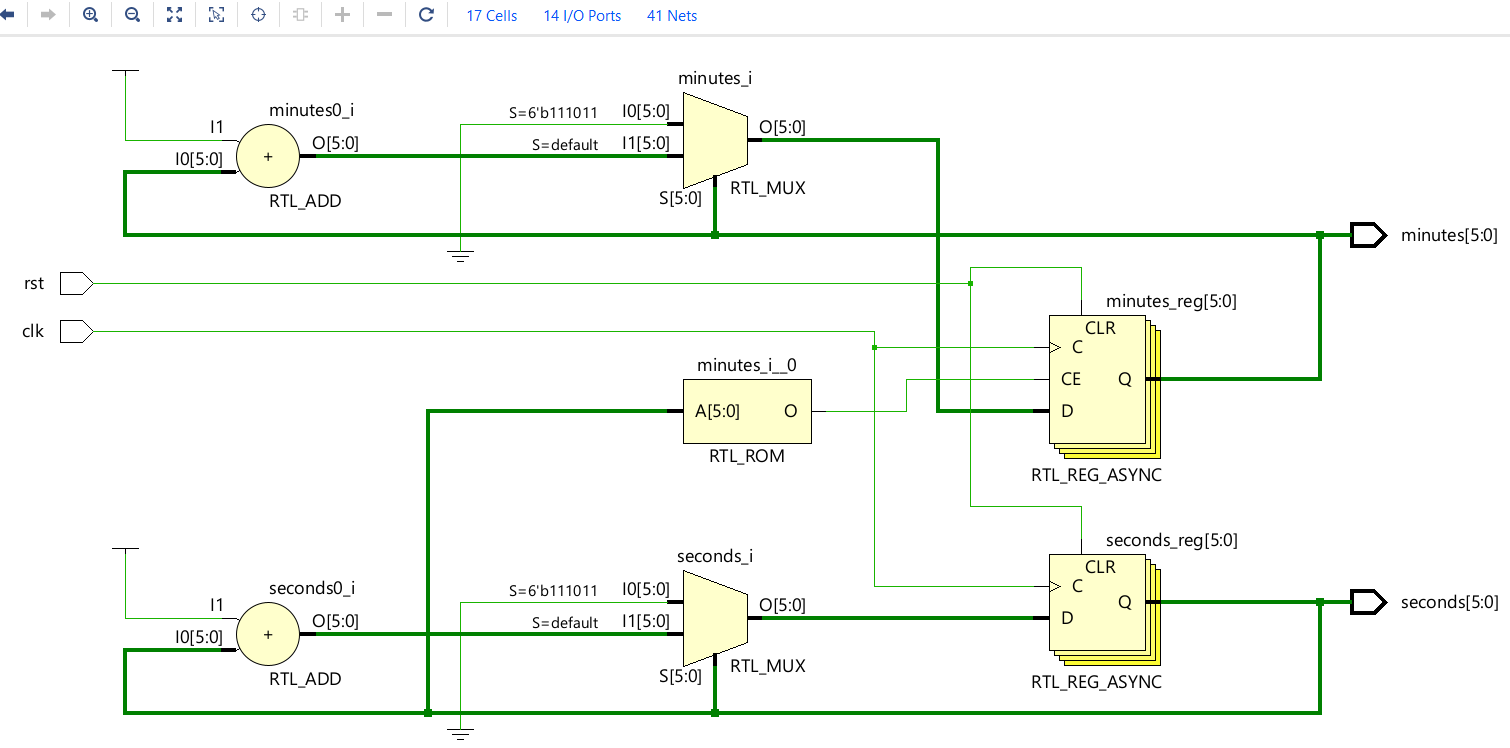 17 Cells 14 I/O Ports 41 Nets
minutes_i
minutes0_i
S=6'b111011 I0[5:0]
I1
O[5:0]
O[5:0]
S=default I1[5:0]
I0[5:0]
+
RTL_MUX
S[5:0]
RTL_ADD
minutes[5:0]
rst
minutes_reg[5:0]
clk
CLR
C
minutes_i__0
CE Q
A[5:0] O
D
RTL_ROM
RTL_REG_ASYNC
seconds_reg[5:0]
seconds_i
CLR
seconds0_i
S=6'b111011 I0[5:0]
C
I1
O[5:0]
Q
seconds[5:0]
O[5:0]
S=default I1[5:0]
D
I0[5:0]
+
RTL_MUX
S[5:0]
RTL_ADD
RTL_REG_ASYNC